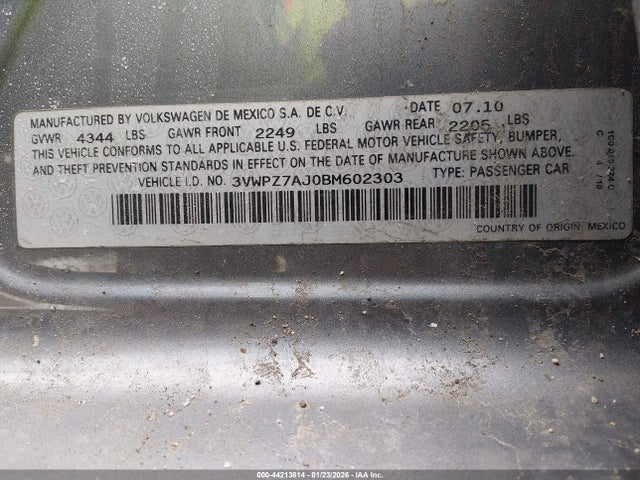 MANUFACTURED BY VOLKSWAGEN DE MEXICO S.A. DE C.V. DATE 07.10
GVWR 4344 LBS GAWR FRONT 2249 LBS GAWR REAR 2205 LBS
THIS VEHICLE CONFORMS TO ALL APPLICABLE U.S. FEDERAL MOTOR VEHICLE SAFETY, BUMPER,
AND THEFT PREVENTION STANDARDS IN EFFECT ON THE DATE OF MANUFACTURE SHOWN ABOVE.
VEHICLE I.D. NO. 3VWPZ7AJ0BM602303 TYPE: PASSENGER CAR
COUNTRY OF ORIGIN, MEXICO
C 4/10
000-44213814 - 01/23/2026 - IAA Inc.